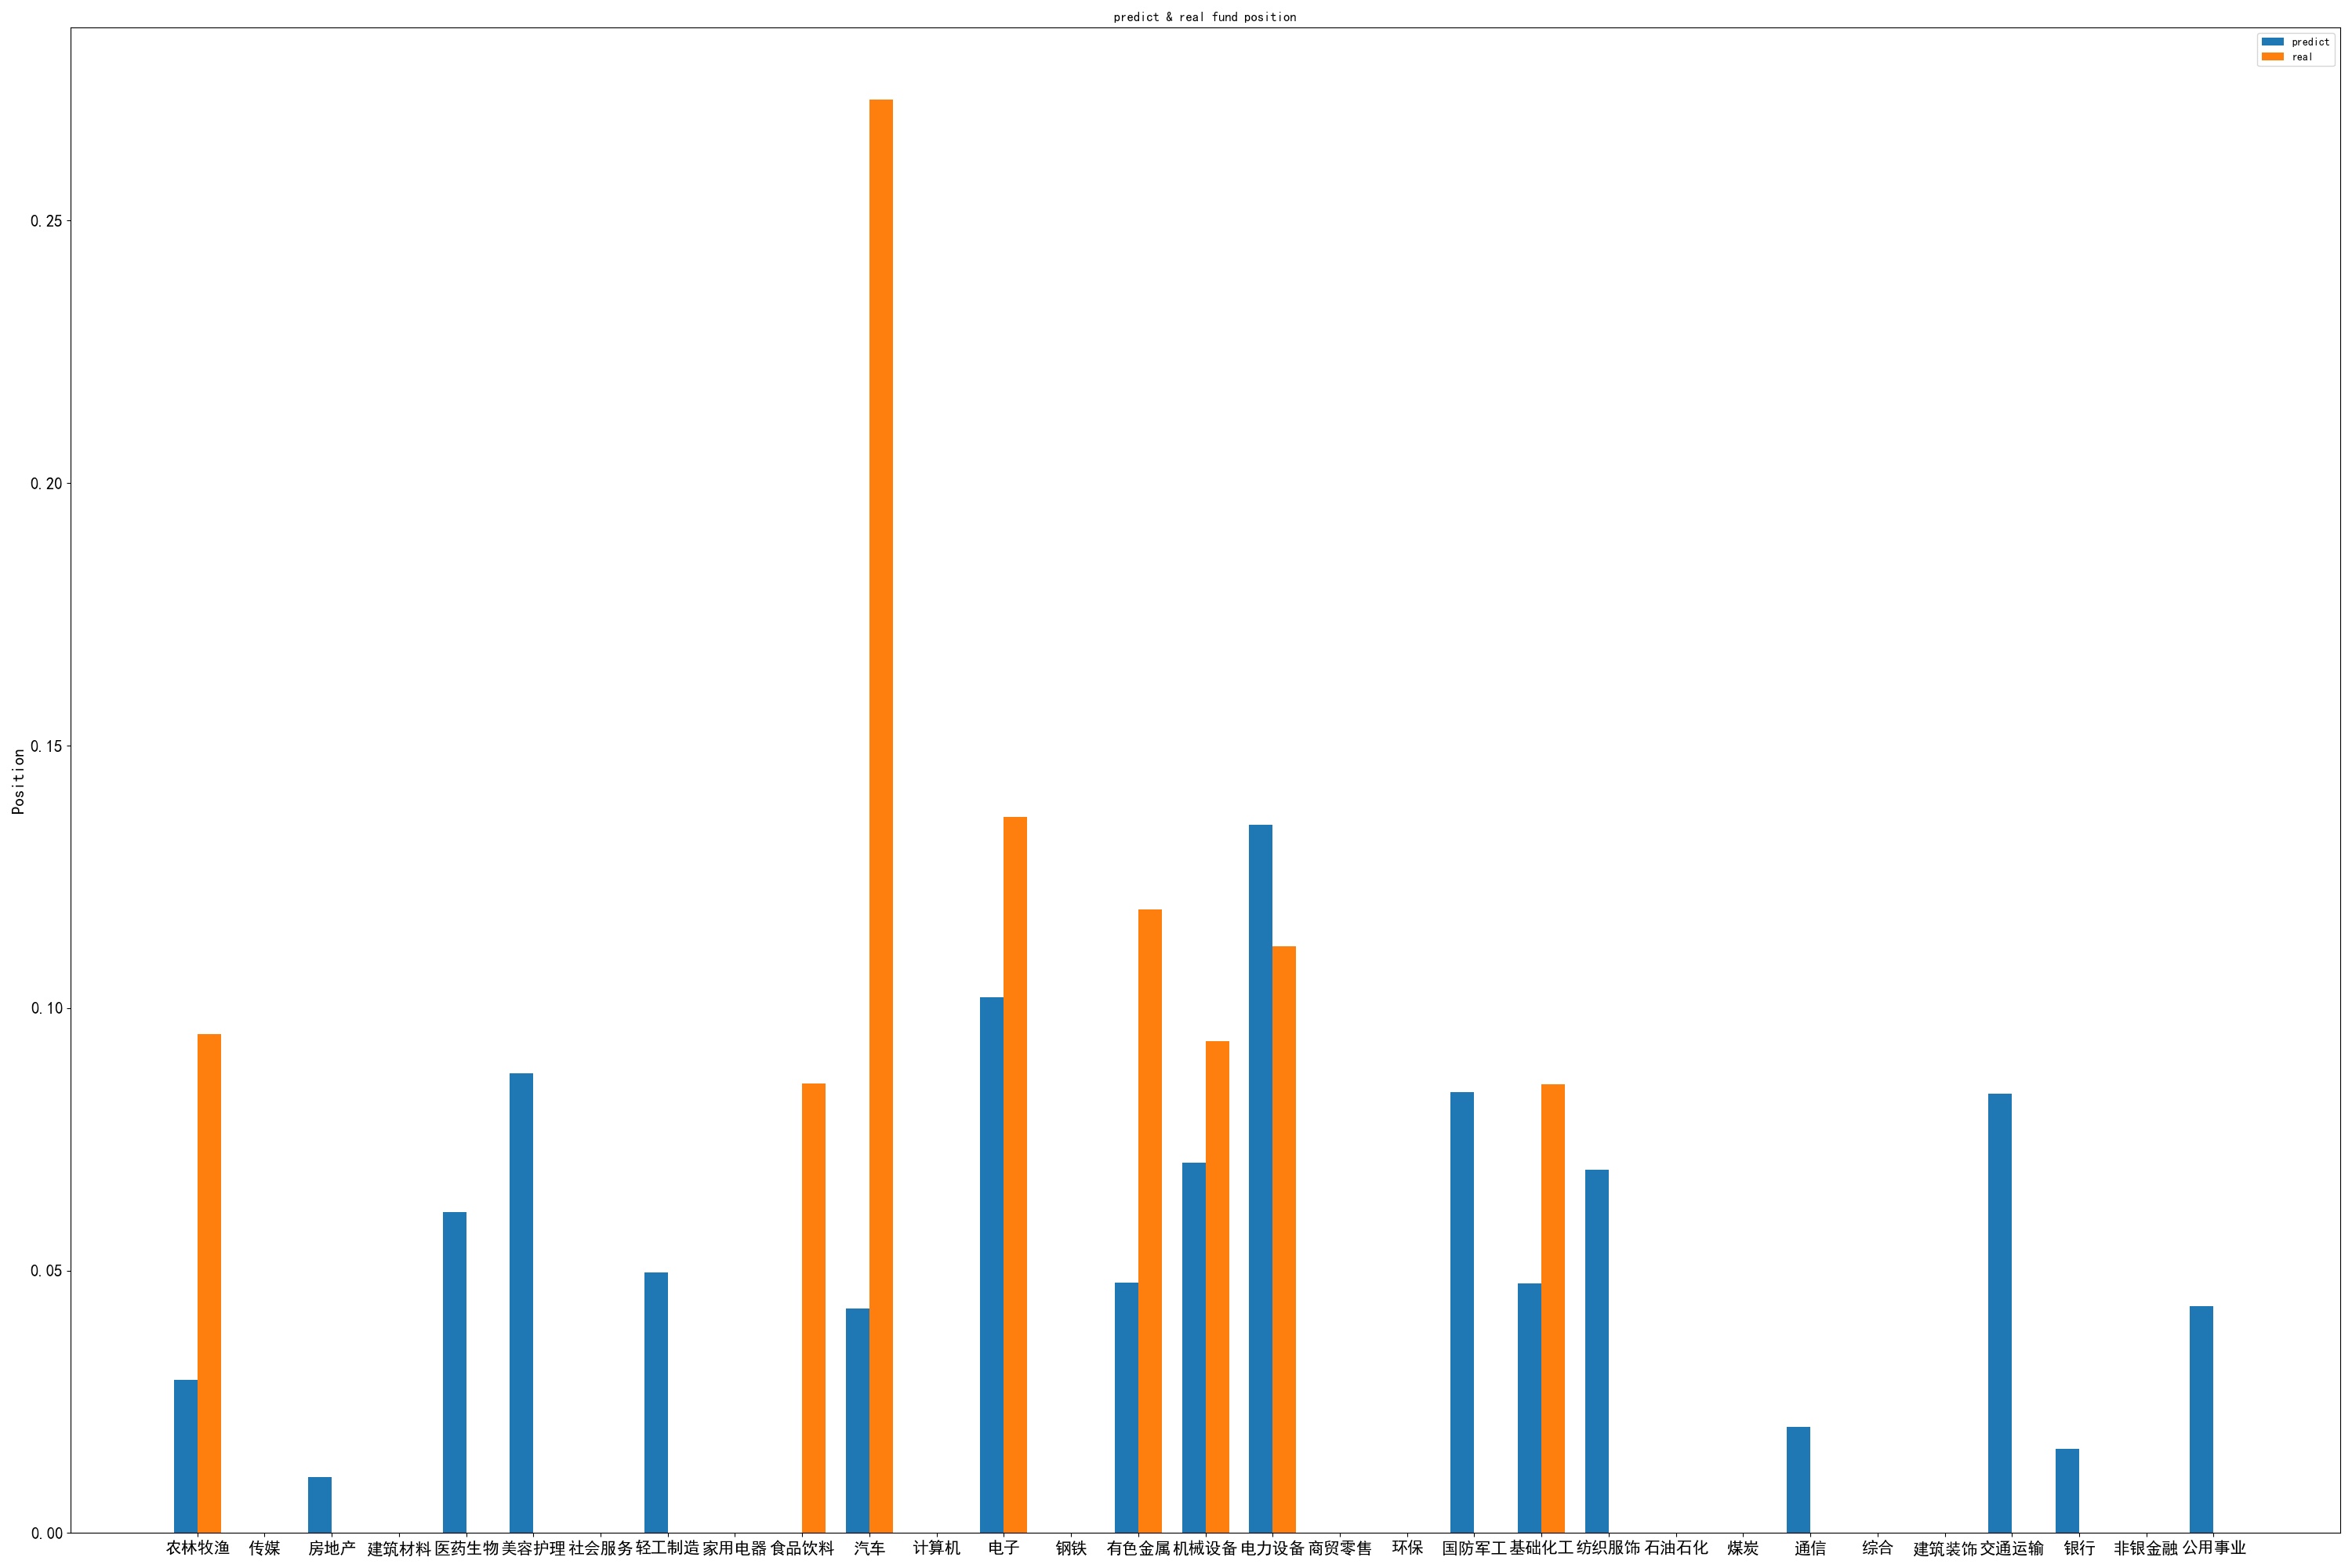 predict & real fund position
predict
real
0.25
0.20
0.15
0.10
0.05
0.00
Position
农林牧渔 传媒 房地产 建筑材料 医药生物 美容护理 社会服务 轻工制造 家用电器 食品饮料 汽车 计算机 电子 钢铁 有色金属 机械设备 电力设备 商贸零售 环保 国防军工 基础化工 纺织服饰 石油石化 煤炭 通信 综合 建筑装饰 交通运输 银行 非银金融 公用事业